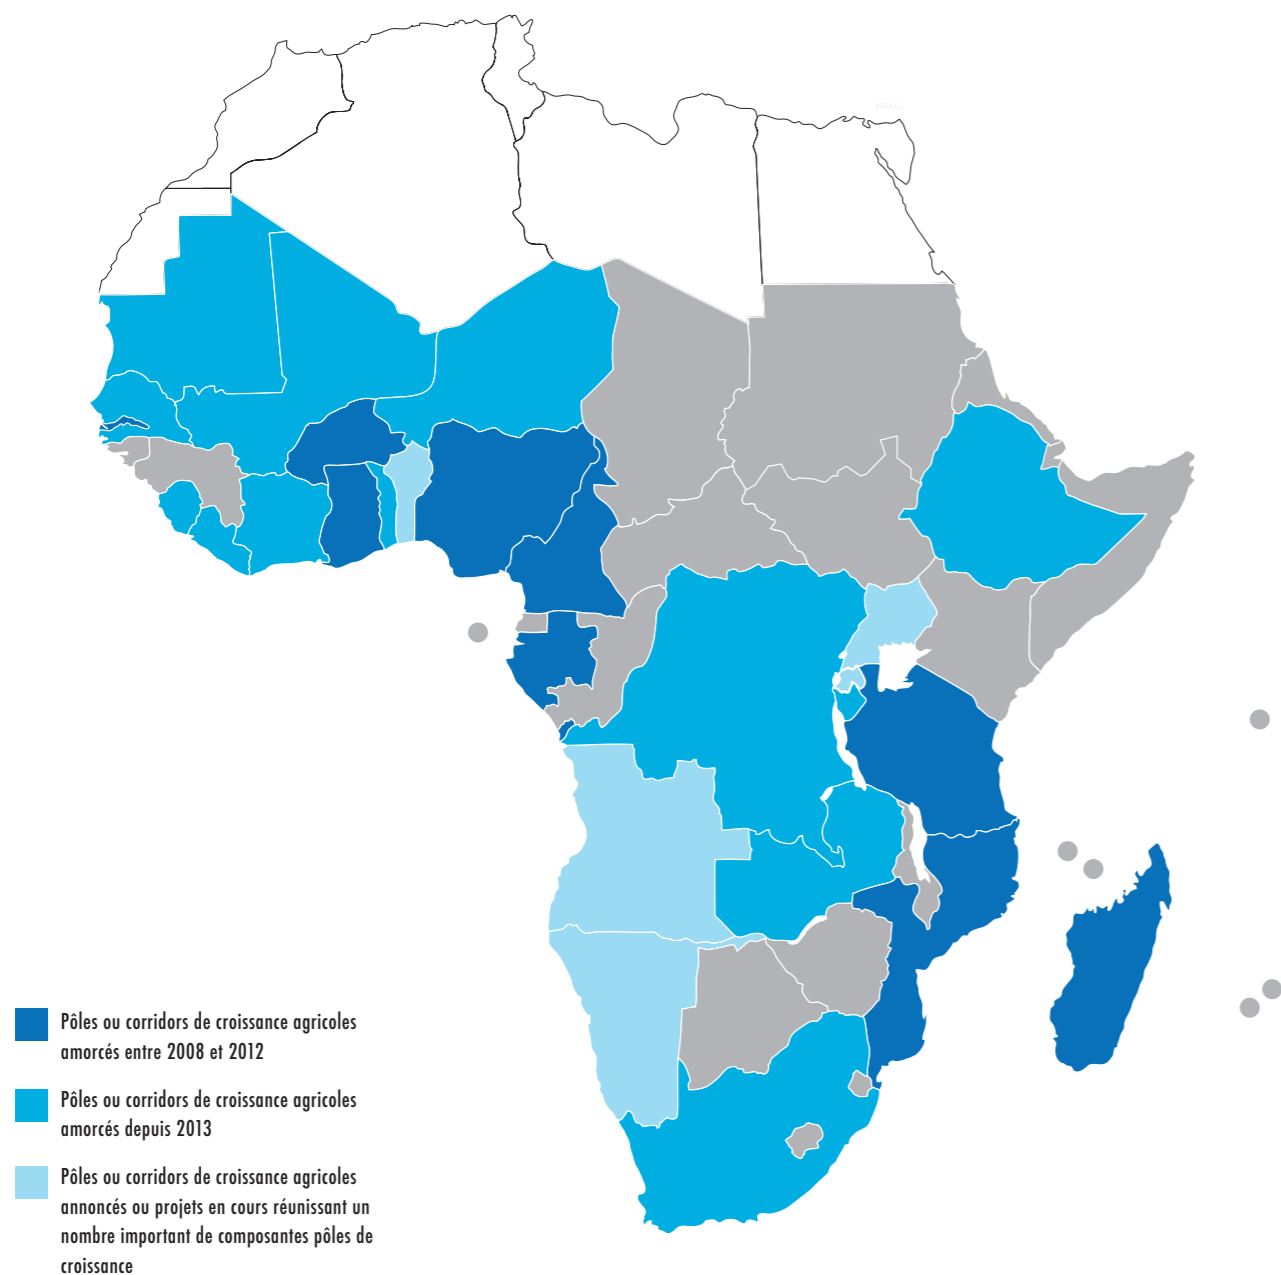 Pôles ou corridors de croissance agricoles
amorcés entre 2008 et 2012
Pôles ou corridors de croissance agricoles
amorcés depuis 2013
Pôles ou corridors de croissance agricoles
annoncés ou projets en cours réunissant un
nombre important de composantes pôles de
croissance